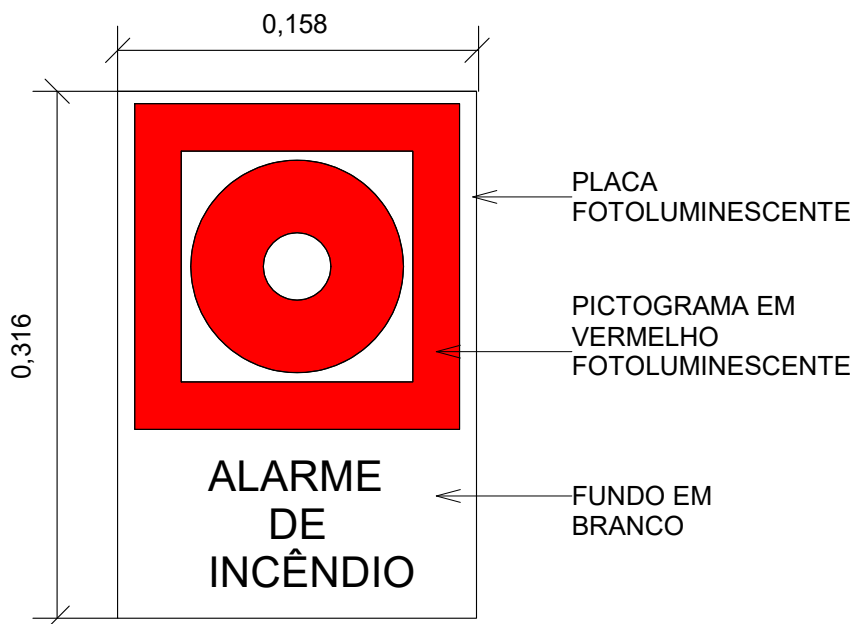 0,158
0,316
PLACA
FOTOLUMINESCENTE
PICTOGRAMA EM
VERMELHO
FOTOLUMINESCENTE
ALARME
DE
INCÊNDIO
FUNDO EM
BRANCO